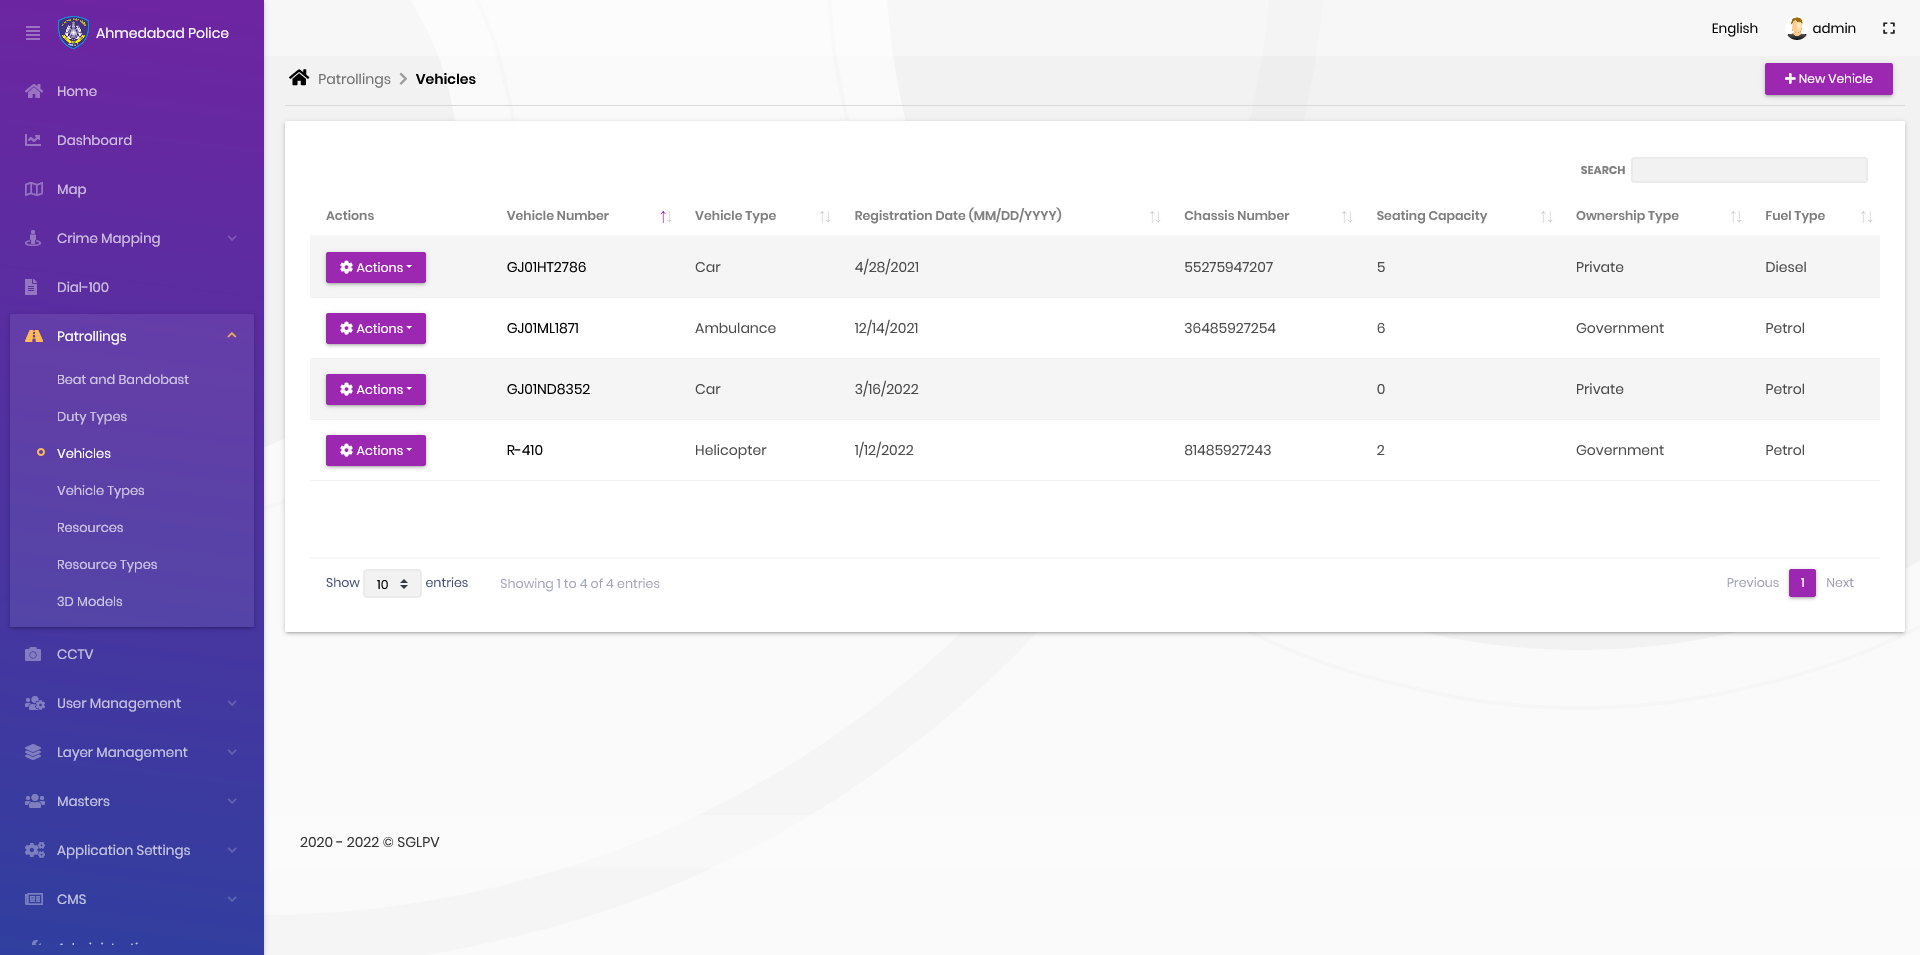 Ahmedabad Police
English
admin
Home
Dashboard
Map
Crime Mapping
Dial-100
Patrollings
Beat and Bandobast
Duty Types
Vehicles
Vehicle Types
Resources
Resource Types
3D Models
CCTV
User Management
Layer Management
Masters
Application Settings
CMS
Patrollings Vehicles
New Vehicle
SEARCH
Actions Vehicle Number Vehicle Type Registration Date (MM/DD/YYYY) Chassis Number Seating Capacity Ownership Type Fuel Type
Actions GJ01HT2786 Car 4/28/2021 55275947207 5 Private Diesel
Actions GJ01ML1871 Ambulance 12/14/2021 36485927254 6 Government Petrol
Actions GJ01ND8352 Car 3/16/2022 0 Private Petrol
Actions R-410 Helicopter 1/12/2022 81485927243 2 Government Petrol
Show 10 entries Showing 1 to 4 of 4 entries Previous 1 Next
2020 - 2022 © SGLPV